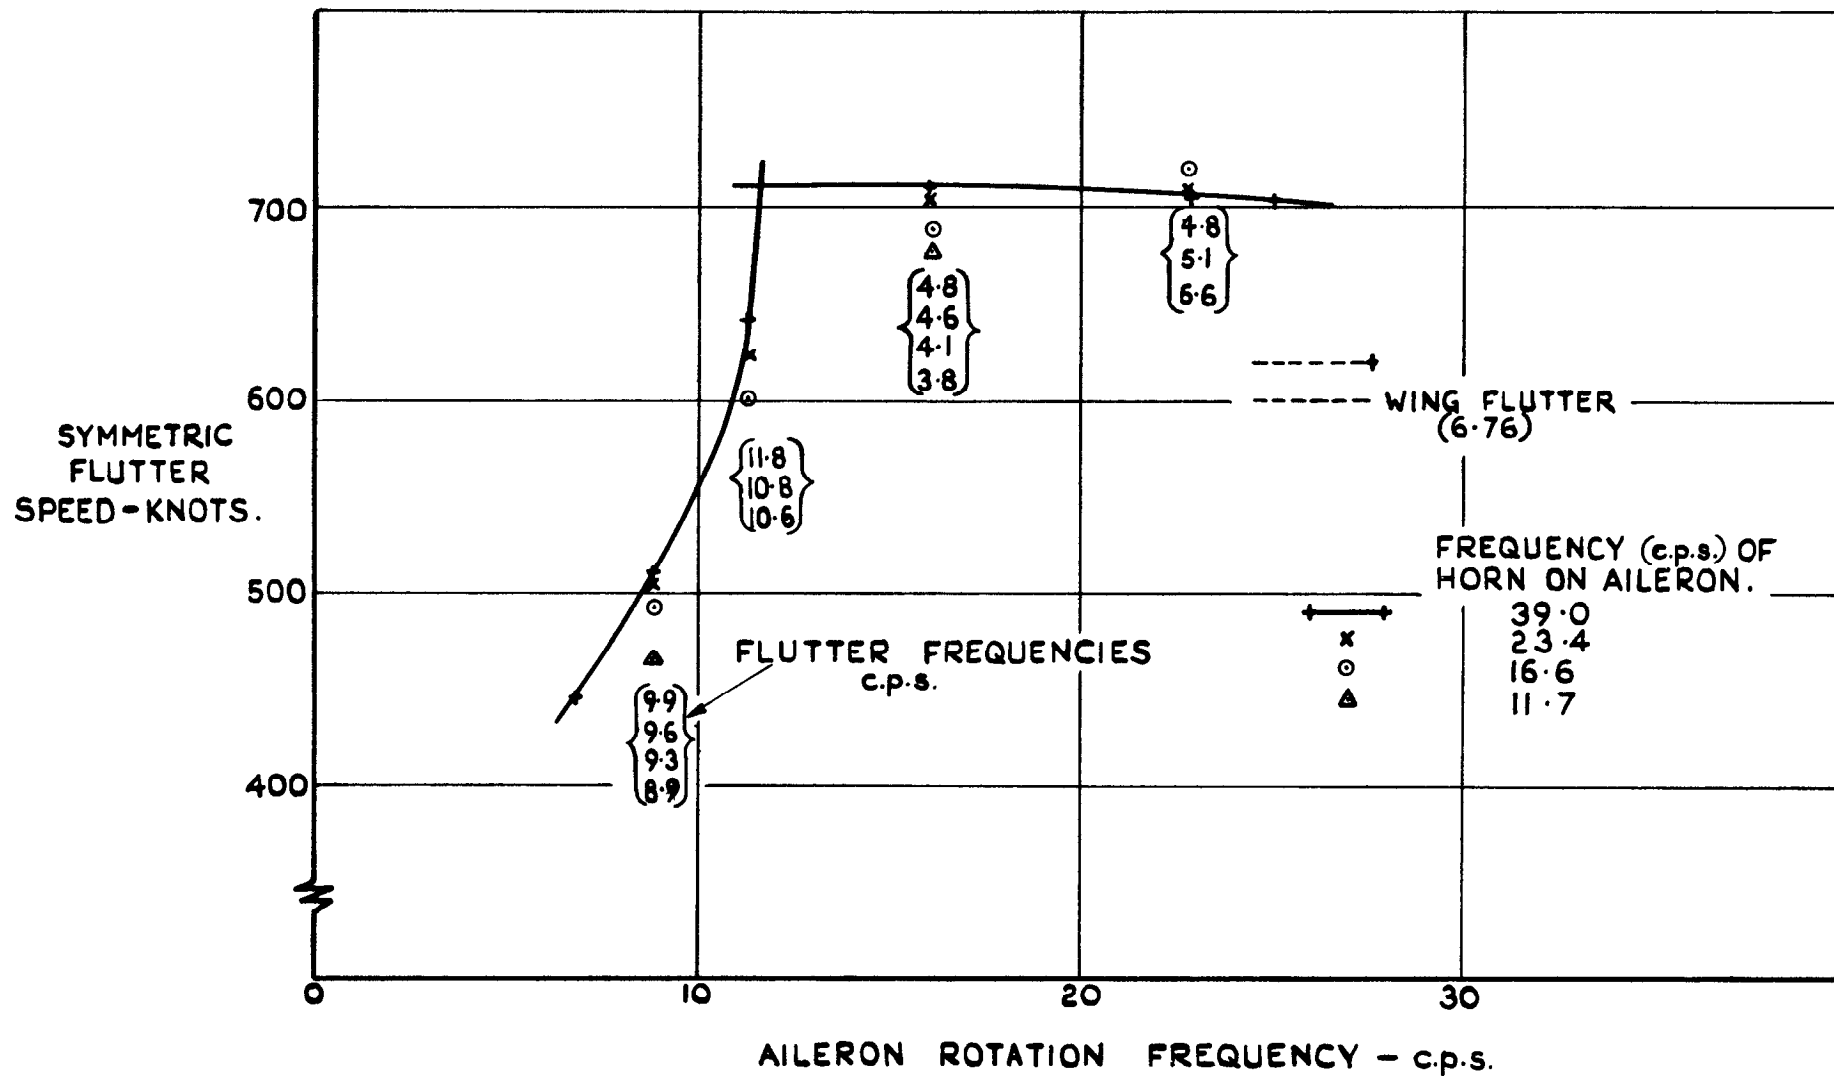 700
600
500
400
SYMMETRIC
FLUTTER
SPEED-KNOTS.
{4.8
5.1
6.6}
{4.8
4.6
4.1
3.8}
WING FLUTTER
(6.76)
{11.8
10.8
10.6}
FREQUENCY (c.p.s.) OF
HORN ON AILERON.
39.0
23.4
16.6
11.7
FLUTTER FREQUENCIES
c.p.s.
{9.9
9.6
9.3
8.9}
0 10 20 30
AILERON ROTATION FREQUENCY - c.p.s.